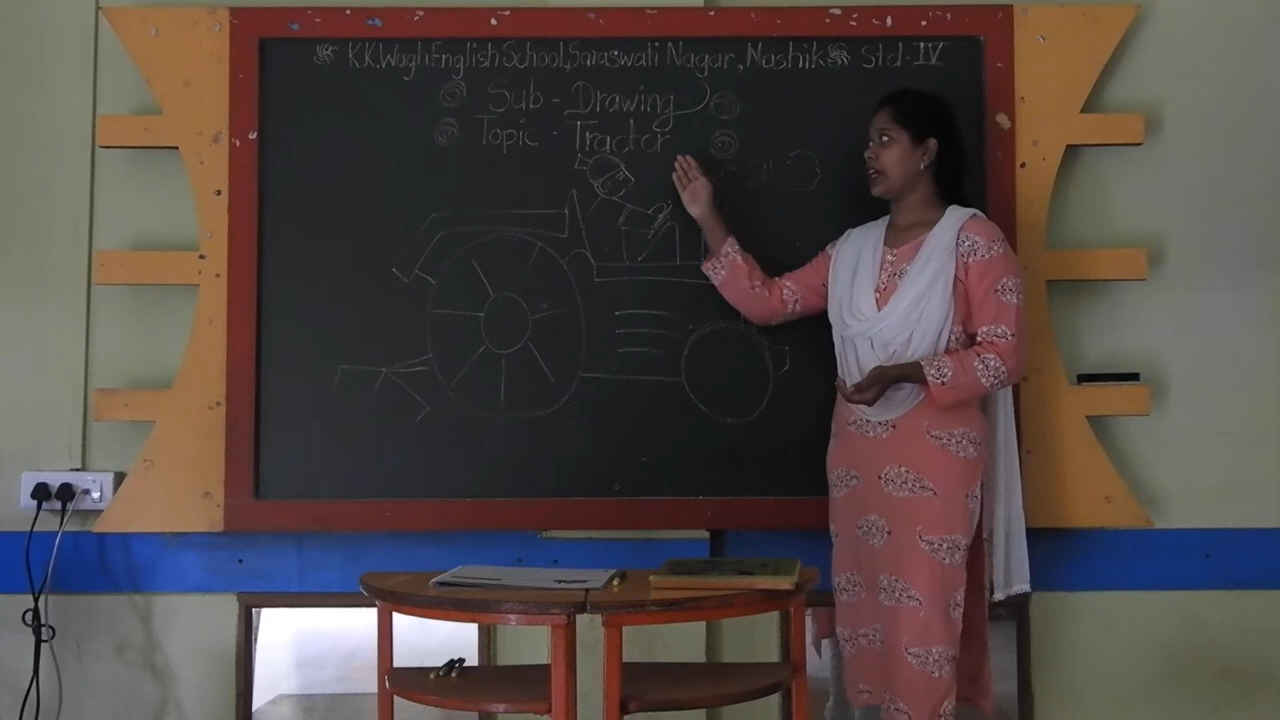 K.K.Wagh English School, Saraswati Nagar, Nashik Std-IV
Sub - Drawing
Topic - Tractor